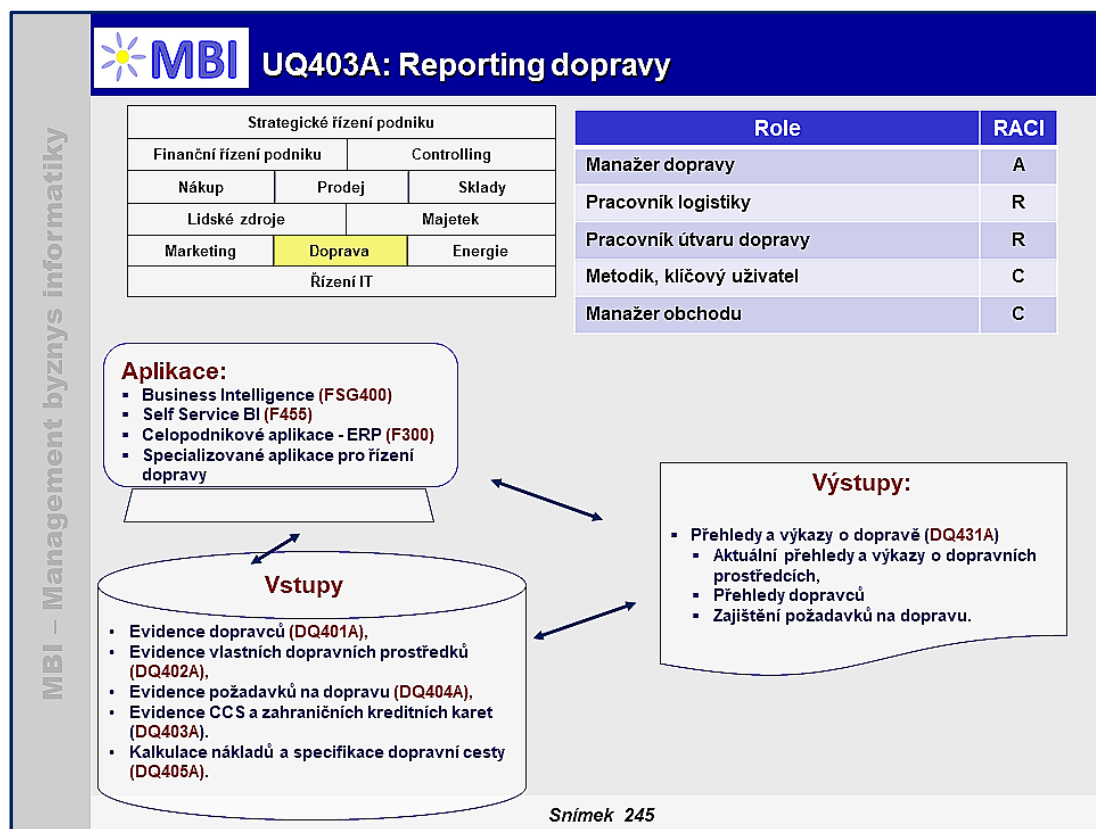 MBI – Management byznys informatiky
MBI
UQ403A: Reporting dopravy
Strategické řízení podniku
Finanční řízení podniku Controlling
Nákup Prodej Sklady
Lidské zdroje Majetek
Marketing Doprava Energie
Řízení IT
Role RACI
Manažer dopravy A
Pracovník logistiky R
Pracovník útvaru dopravy R
Metodik, klíčový uživatel C
Manažer obchodu C
Aplikace:
▪ Business Intelligence (FSG400)
▪ Self Service BI (F455)
▪ Celopodnikové aplikace - ERP (F300)
▪ Specializované aplikace pro řízení
dopravy
Vstupy
• Evidence dopravců (DQ401A),
• Evidence vlastních dopravních prostředků
(DQ402A),
• Evidence požadavků na dopravu (DQ404A),
• Evidence CCS a zahraničních kreditních karet
(DQ403A).
• Kalkulace nákladů a specifikace dopravní cesty
(DQ405A).
Výstupy:
▪ Přehledy a výkazy o dopravě (DQ431A)
▪ Aktuální přehledy a výkazy o dopravních
prostředcích,
▪ Přehledy dopravců
▪ Zajištění požadavků na dopravu.
Snímek 245